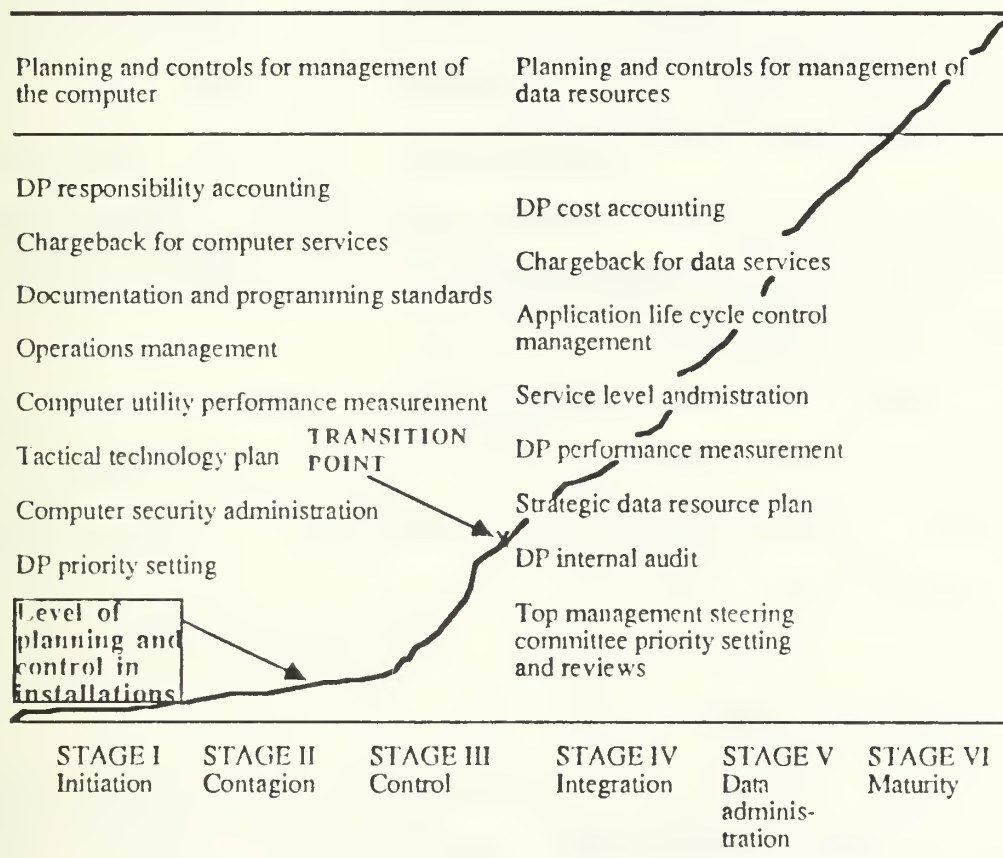 Planning and controls for management of
the computer
Planning and controls for management of
data resources
DP responsibility accounting
Chargeback for computer services
Documentation and programming standards
Operations management
Computer utility performance measurement
Tactical technology plan
Computer security administration
DP priority setting
TRANSITION
POINT
Level of
planning and
control in
installations
DP cost accounting
Chargeback for data services
Application life cycle control
management
Service level andmistration
DP performance measurement
Strategic data resource plan
DP internal audit
Top management steering
committee priority setting
and reviews
STAGE I
Initiation
STAGE II
Contagion
STAGE III
Control
STAGE IV
Integration
STAGE V
Data
adminis-
tration
STAGE VI
Maturity